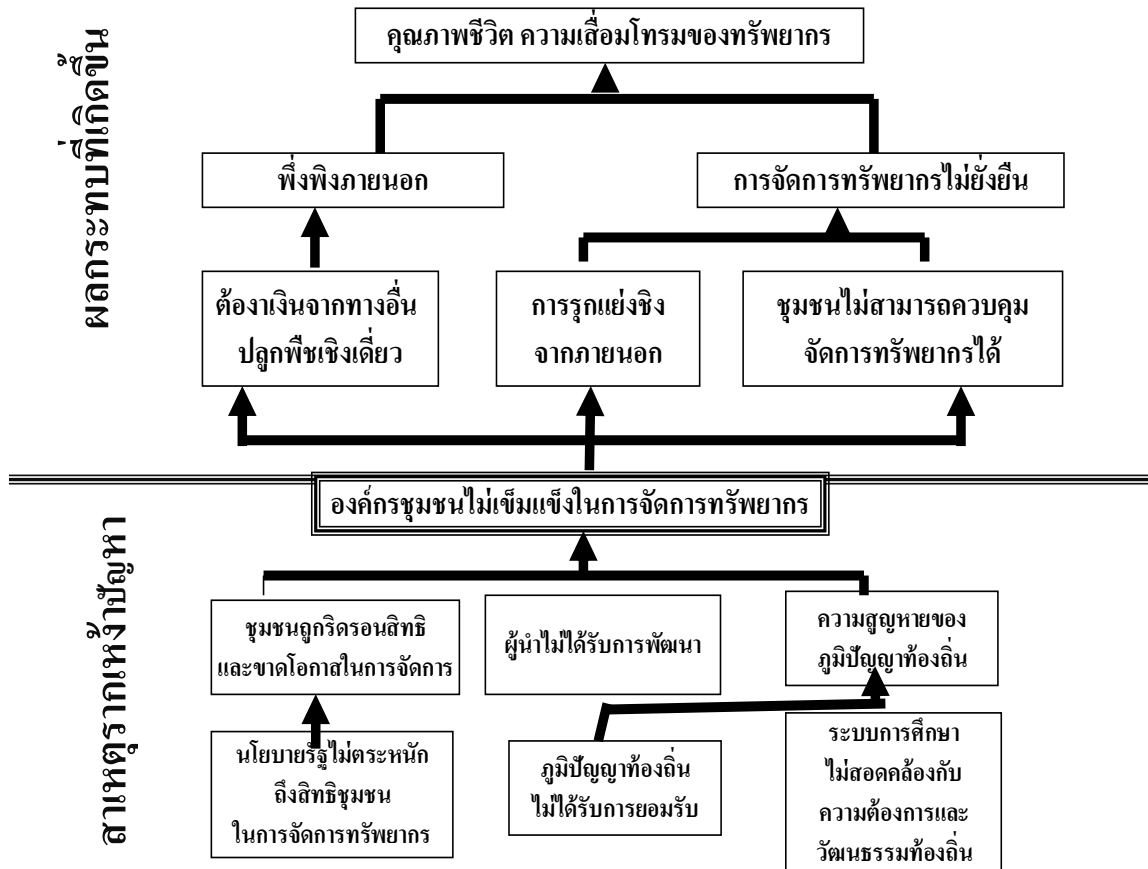 ผลกระทบที่เกิดขึ้น
คุณภาพชีวิต ความเสื่อมโทรมของทรัพยากร
พึ่งพิงภายนอก
การจัดการทรัพยากรไม่ยั่งยืน
ต้องาเงินจากทางอื่น
ปลูกพืชเชิงเดี่ยว
การรุกแย่งชิง
จากภายนอก
ชุมชนไม่สามารถควบคุม
จัดการทรัพยากรได้
องค์กรชุมชนไม่เข็มแข็งในการจัดการทรัพยากร
สาเหตุรากเหง้าปัญหา
ชุมชนถูกริดรอนสิทธิ
และขาดโอกาสในการจัดการ
ผู้นำไม่ได้รับการพัฒนา
ความสูญหายของ
ภูมิปัญญาท้องถิ่น
นโยบายรัฐไม่ตระหนัก
ถึงสิทธิชุมชน
ในการจัดการทรัพยากร
ภูมิปัญญาท้องถิ่น
ไม่ได้รับการยอมรับ
ระบบการศึกษา
ไม่สอดคล้องกับ
ความต้องการและ
วัฒนธรรมท้องถิ่น